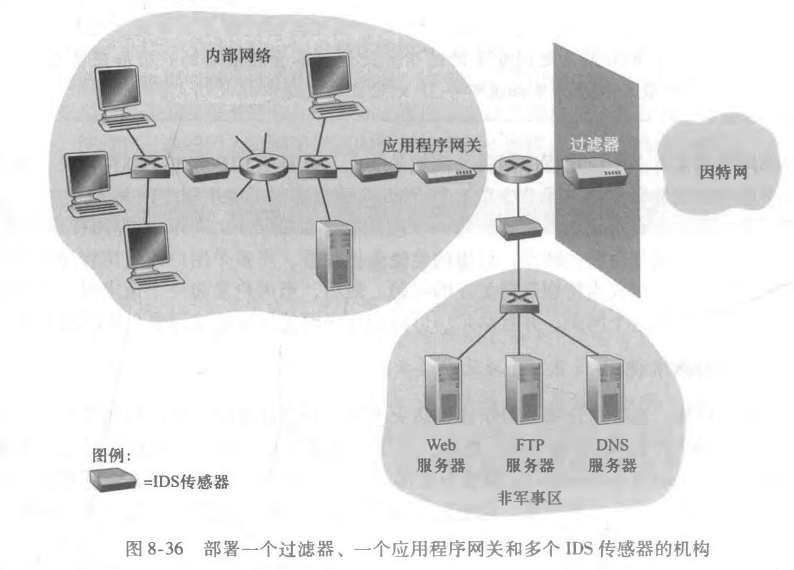 内部网络
应用程序网关
过滤器
因特网
Web
服务器
FTP
服务器
DNS
服务器
非军事区
图例:
=IDS传感器
图 8-36 部署一个过滤器、一个应用程序网关和多个 IDS 传感器的机构